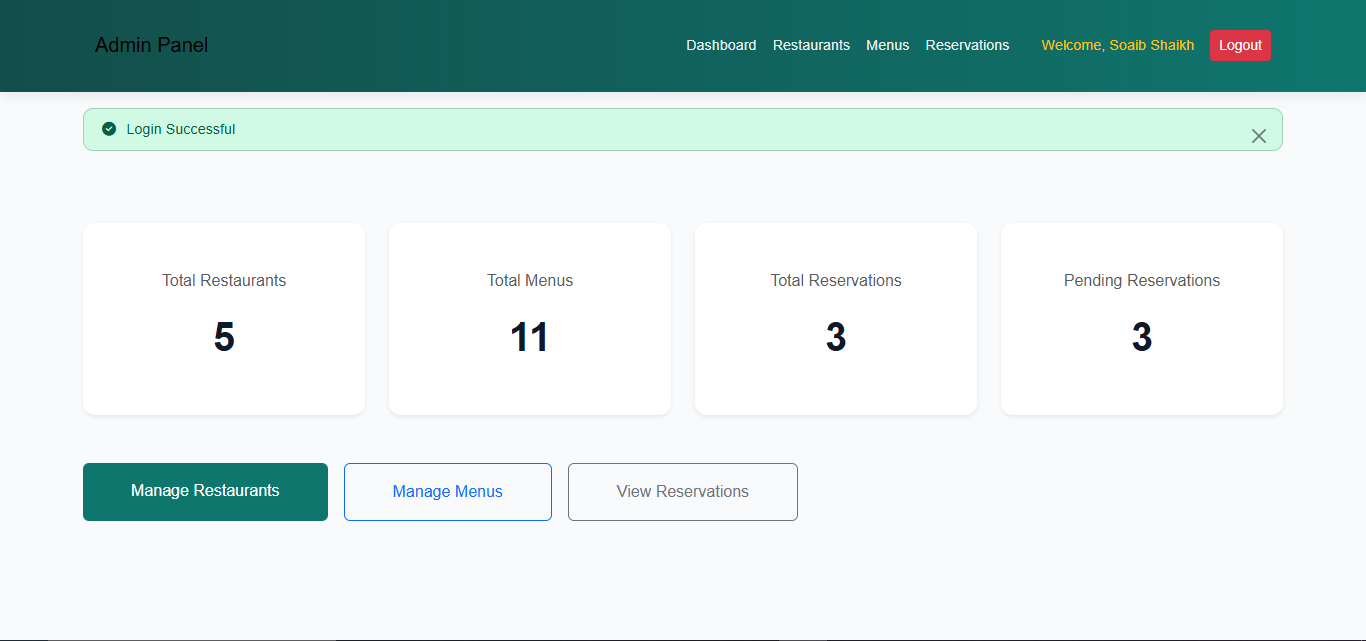 Admin Panel
Dashboard Restaurants Menus Reservations Welcome, Soaib Shaikh Logout
Login Successful
Total Restaurants
5
Total Menus
11
Total Reservations
3
Pending Reservations
3
Manage Restaurants
Manage Menus
View Reservations